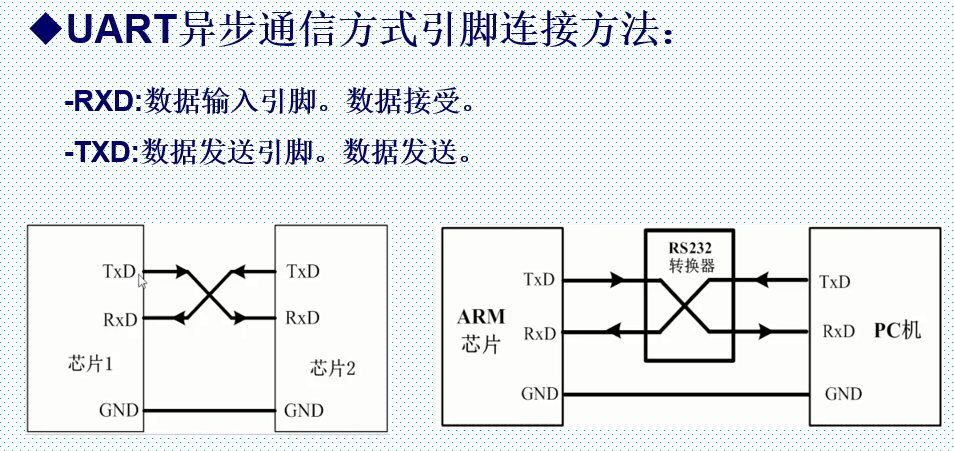 ◆UART异步通信方式引脚连接方法：
-RXD:数据输入引脚。数据接受。
-TXD:数据发送引脚。数据发送。
TxD
TxD
RxD
RxD
芯片1
芯片2
GND
GND
RS232
转换器
TxD
TxD
ARM
芯片
RxD
RxD
PC机
GND
GND